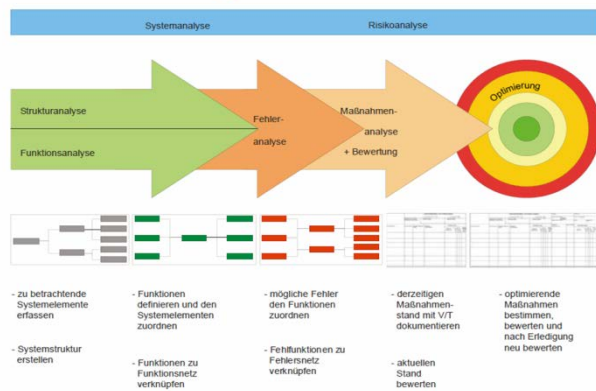 Systemanalyse
Risikoanalyse
Strukturanalyse
Funktionsanalyse
Fehler-
analyse
Maßnahmen-
analyse
+ Bewertung
Optimierung
- zu betrachtende
Systemelemente
erfassen
- Systemstruktur
erstellen
- Funktionen
definieren und den
Systemelementen
zuordnen
- Funktionen zu
Funktionsnetz
verknüpfen
- mögliche Fehler
den Funktionen
zuordnen
- Fehlfunktionen zu
Fehlersnetz
verknüpfen
- derzeitigen
Maßnahmen-
stand mit V/T
dokumentieren
- aktuellen
Stand
bewerten
- optimierende
Maßnahmen
bestimmen,
bewerten und
nach Erledigung
neu bewerten